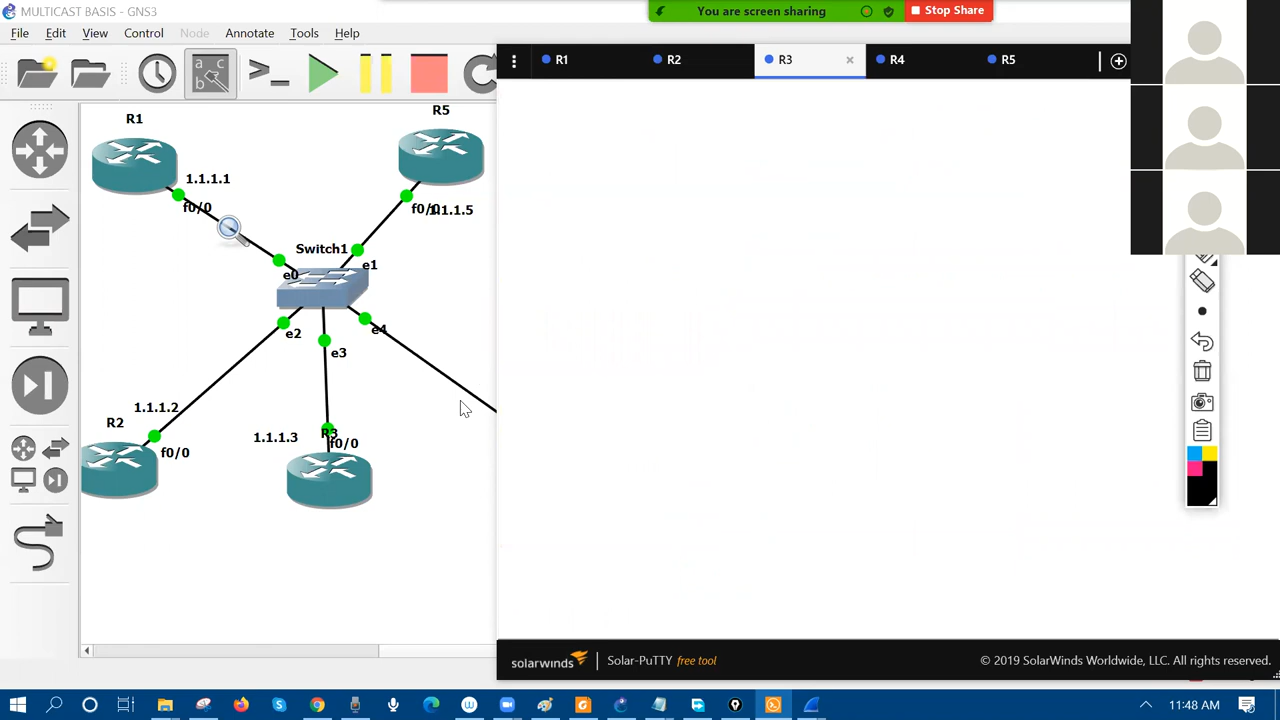 MULTICAST BASIS - GNS3
You are screen sharing
Stop Share
File Edit View Control Node Annotate Tools Help
a c
b
R1 R2 R3 × R4 R5
R1
R5
1.1.1.1
f0/0
f0/0
1.1.1.5
Switch1
e0
e1
e2
e3
e4
1.1.1.2
R2
f0/0
1.1.1.3
R3
f0/0
solarwinds Solar-PuTTY free tool © 2019 SolarWinds Worldwide, LLC. All rights reserved.
11:48 AM